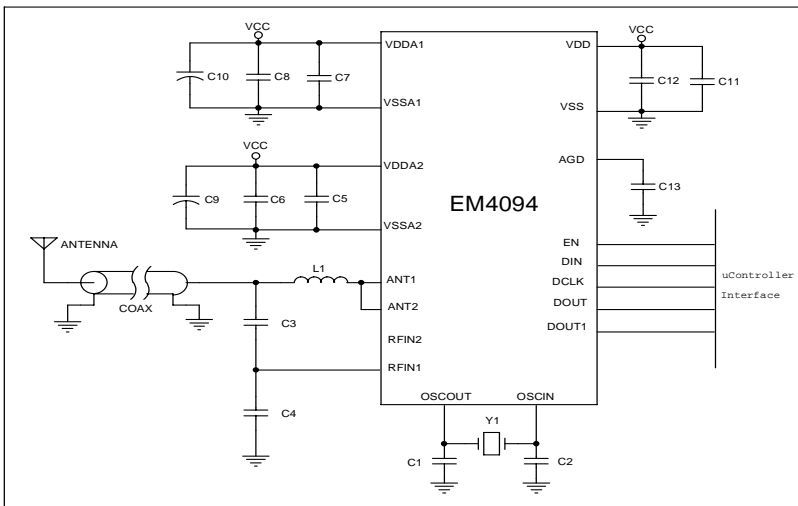 VCC
VDDA1
C10
C8
C7
VSSA1
VCC
VDDA2
C9
C6
C5
VSSA2
ANTENNA
COAX
L1
ANT1
ANT2
C3
RFIN2
RFIN1
C4
EM4094
VCC
VDD
C12
C11
VSS
AGD
C13
EN
DIN
DCLK
DOUT
DOUT1
uController
Interface
OSCOUT
OSCIN
Y1
C1
C2